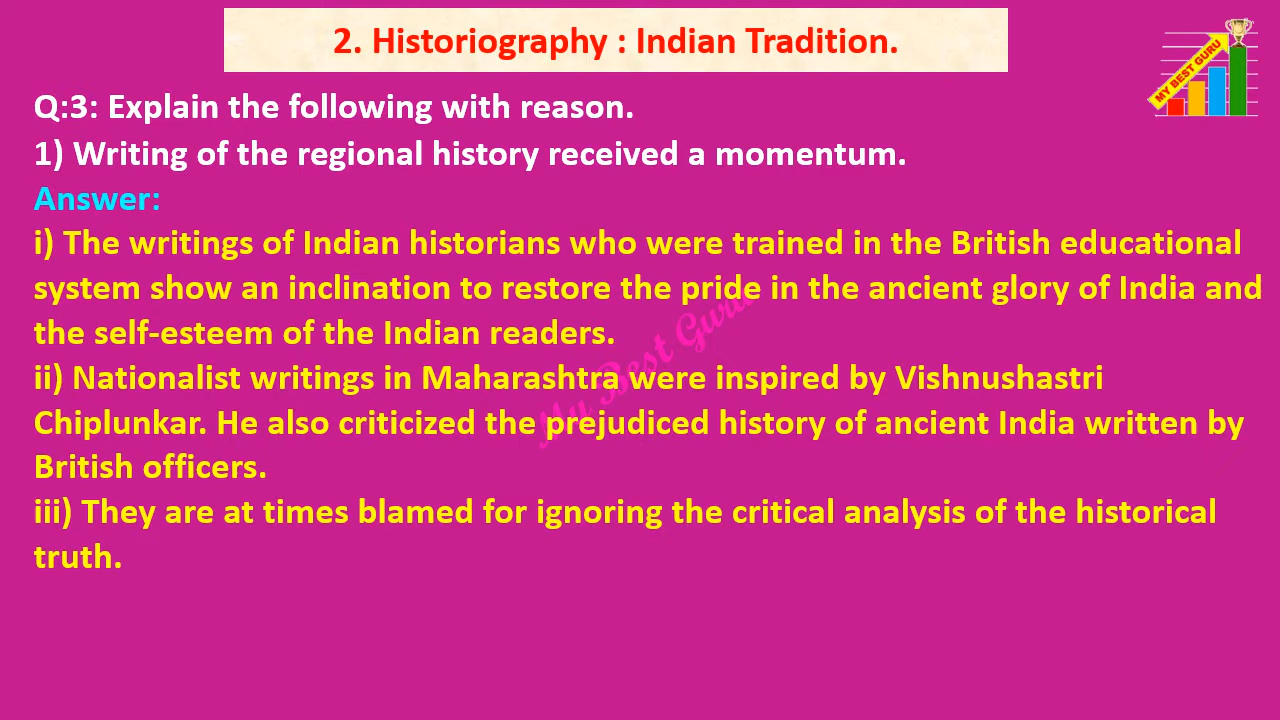 2. Historiography : Indian Tradition.
MY BEST GURU
Q:3: Explain the following with reason.
1) Writing of the regional history received a momentum.
Answer:
i) The writings of Indian historians who were trained in the British educational
system show an inclination to restore the pride in the ancient glory of India and
the self-esteem of the Indian readers.
ii) Nationalist writings in Maharashtra were inspired by Vishnushastri
Chiplunkar. He also criticized the prejudiced history of ancient India written by
British officers.
iii) They are at times blamed for ignoring the critical analysis of the historical
truth.
My Best Guru